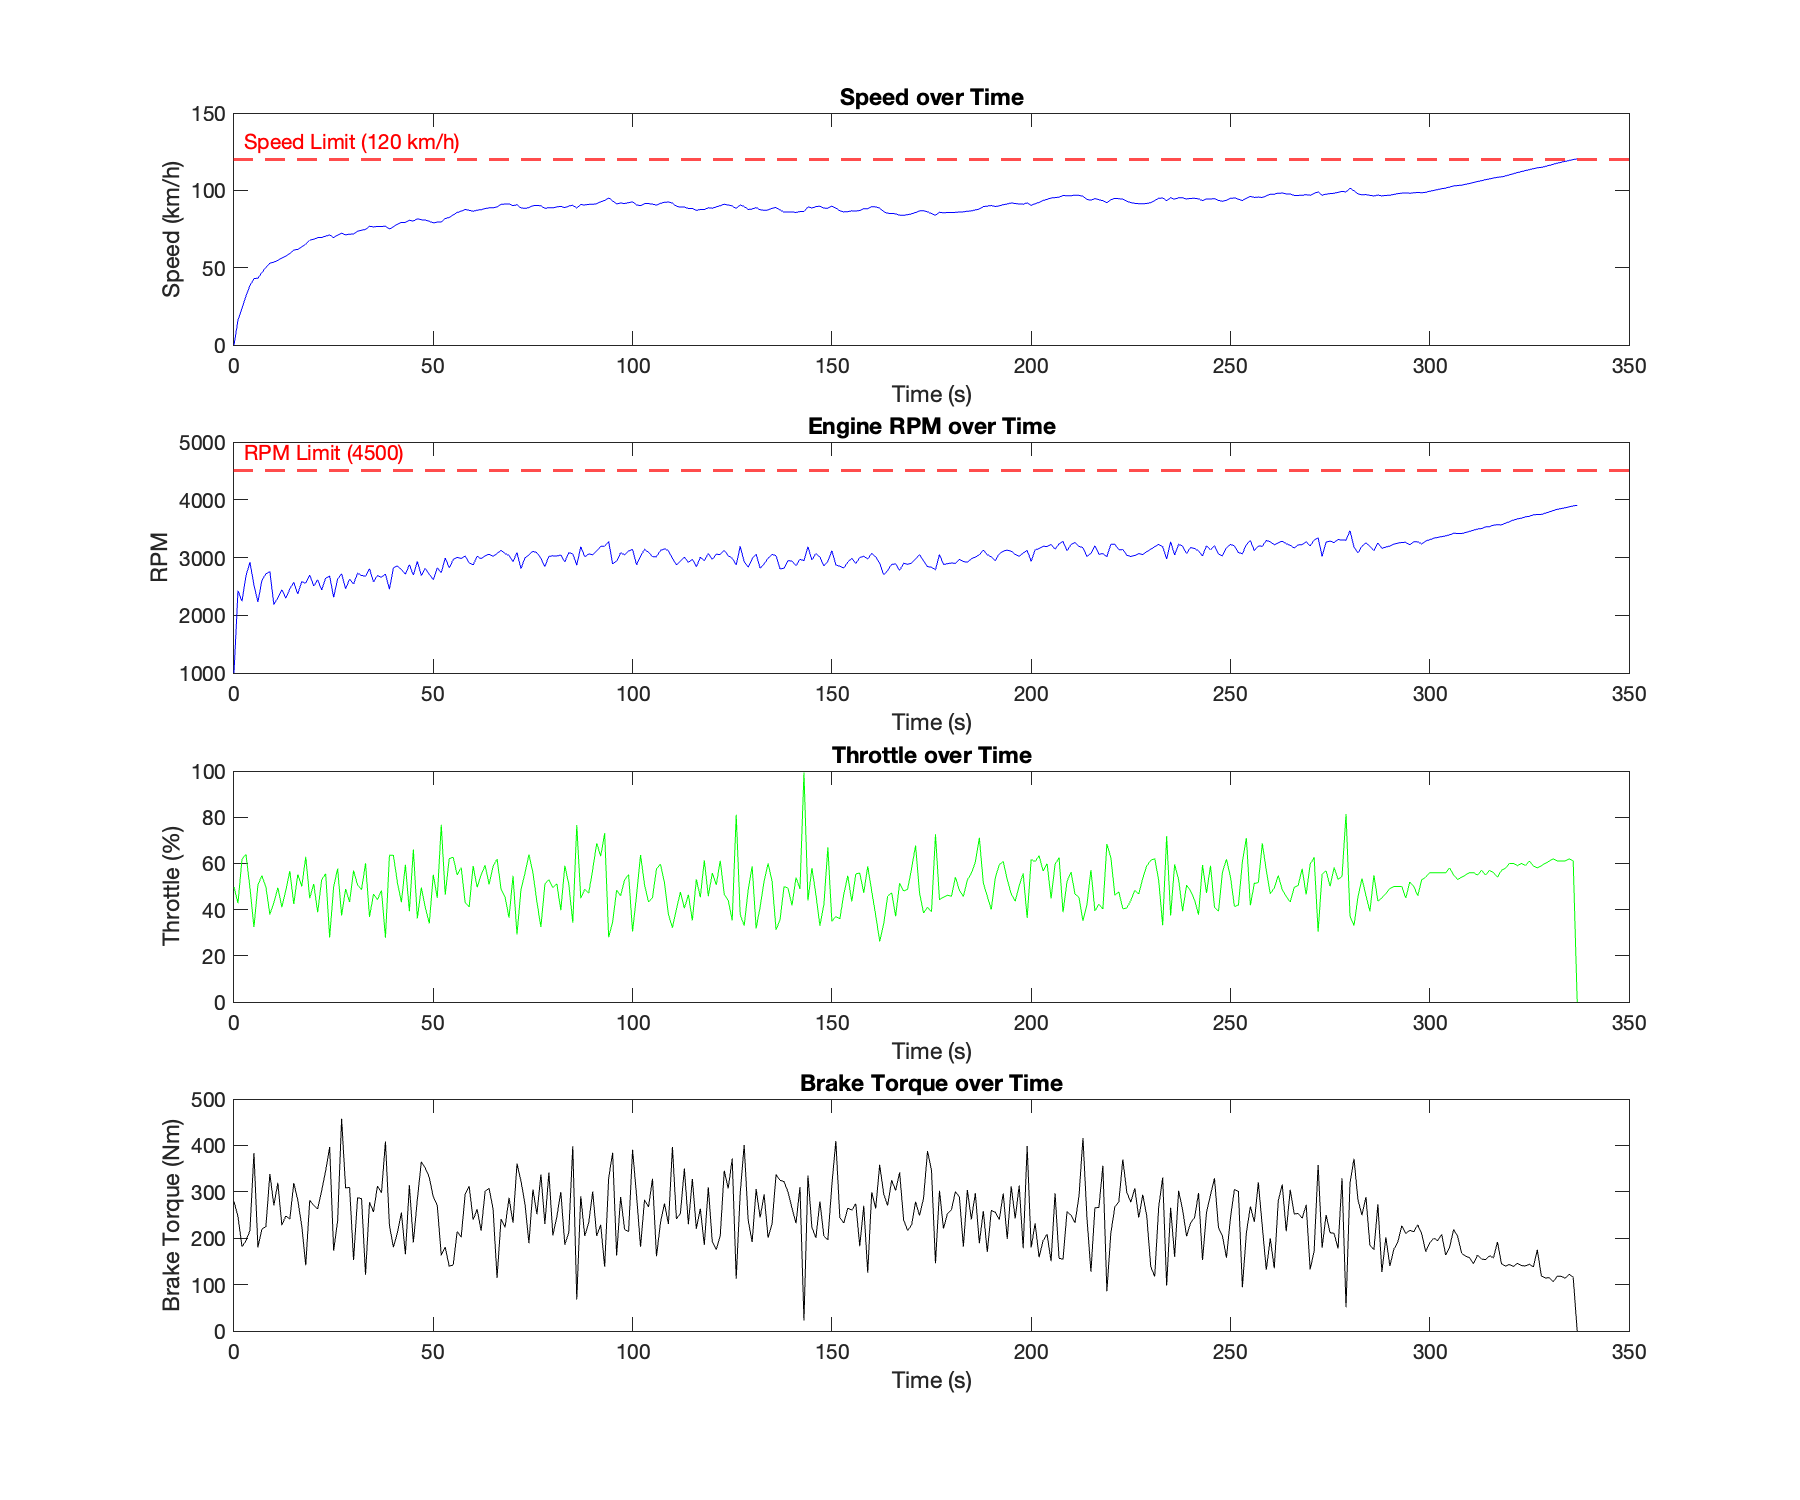 Speed over Time
150
100
50
0
Speed (km/h)
Speed Limit (120 km/h)
0 50 100 150 200 250 300 350
Time (s)
Engine RPM over Time
5000
4000
3000
2000
1000
RPM
RPM Limit (4500)
0 50 100 150 200 250 300 350
Time (s)
Throttle over Time
100
80
60
40
20
0
Throttle (%)
0 50 100 150 200 250 300 350
Time (s)
Brake Torque over Time
500
400
300
200
100
0
Brake Torque (Nm)
0 50 100 150 200 250 300 350
Time (s)